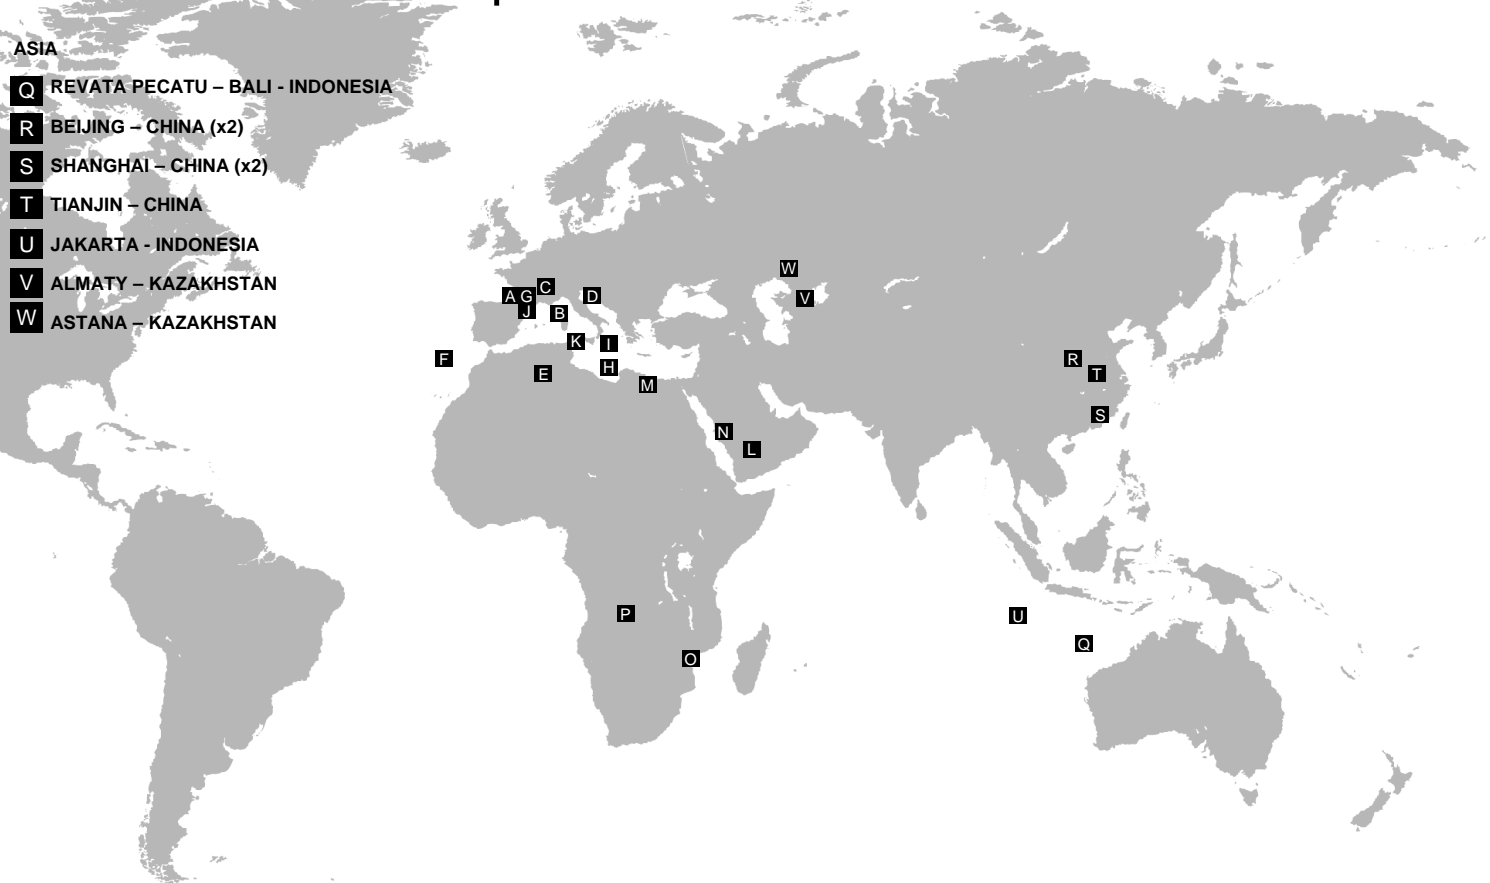 ASIA
Q REVATA PECATU – BALI - INDONESIA
R BEIJING – CHINA (x2)
S SHANGHAI – CHINA (x2)
T TIANJIN – CHINA
U JAKARTA - INDONESIA
V ALMATY – KAZAKHSTAN
W ASTANA – KAZAKHSTAN
W
C
A G D V
J B
K I
F R
H
E T
M
S
N
L
P U
Q
O